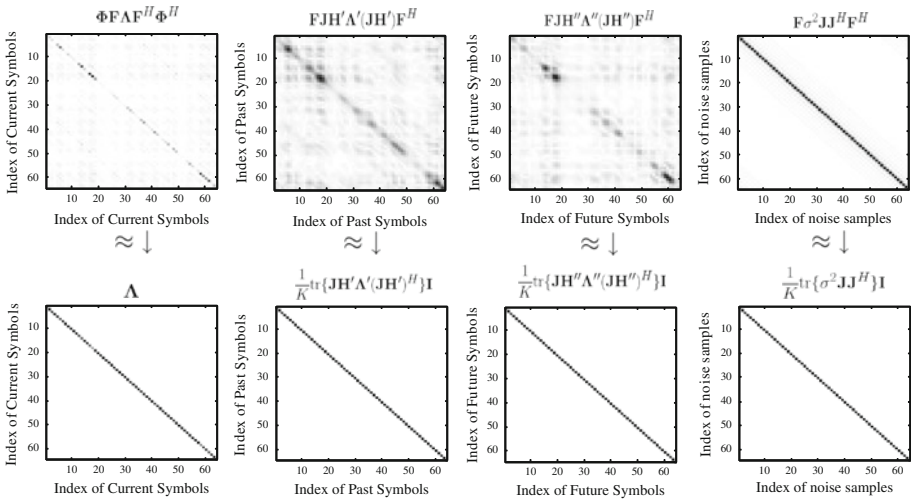 ΦFΛF^HΦ^H
FJH′Λ′(JH′)F^H
FJH″Λ″(JH″)F^H
Fσ²JJ^HF^H
Index of Current Symbols
10
20
30
40
50
60
10 20 30 40 50 60
Index of Current Symbols
Index of Past Symbols
10
20
30
40
50
60
10 20 30 40 50 60
Index of Past Symbols
Index of Future Symbols
10
20
30
40
50
60
10 20 30 40 50 60
Index of Future Symbols
Index of noise samples
10
20
30
40
50
60
10 20 30 40 50 60
Index of noise samples
≈ ↓
≈ ↓
≈ ↓
≈ ↓
Λ
1/K tr{JH′Λ′(JH′)^H}I
1/K tr{JH″Λ″(JH″)^H}I
1/K tr{σ²JJ^H}I
Index of Current Symbols
10
20
30
40
50
60
10 20 30 40 50 60
Index of Current Symbols
Index of Past Symbols
10
20
30
40
50
60
10 20 30 40 50 60
Index of Past Symbols
Index of Future Symbols
10
20
30
40
50
60
10 20 30 40 50 60
Index of Future Symbols
Index of noise samples
10
20
30
40
50
60
10 20 30 40 50 60
Index of noise samples